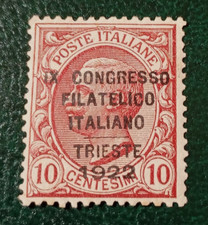 POSTE ITALIANE
IX CONGRESSO
FILATELICO
ITALIANO
TRIESTE
1922
10 CENTESIMI 10